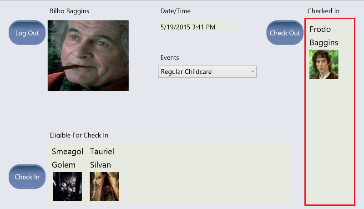 Bilbo Baggins
Date/Time
Checked In
Log Out
5/19/2015 3:41 PM
Check Out
Frodo
Baggins
Events
Regular Childcare
Eligible For Check In
Smeagol
Golem
Tauriel
Silvan
Check In